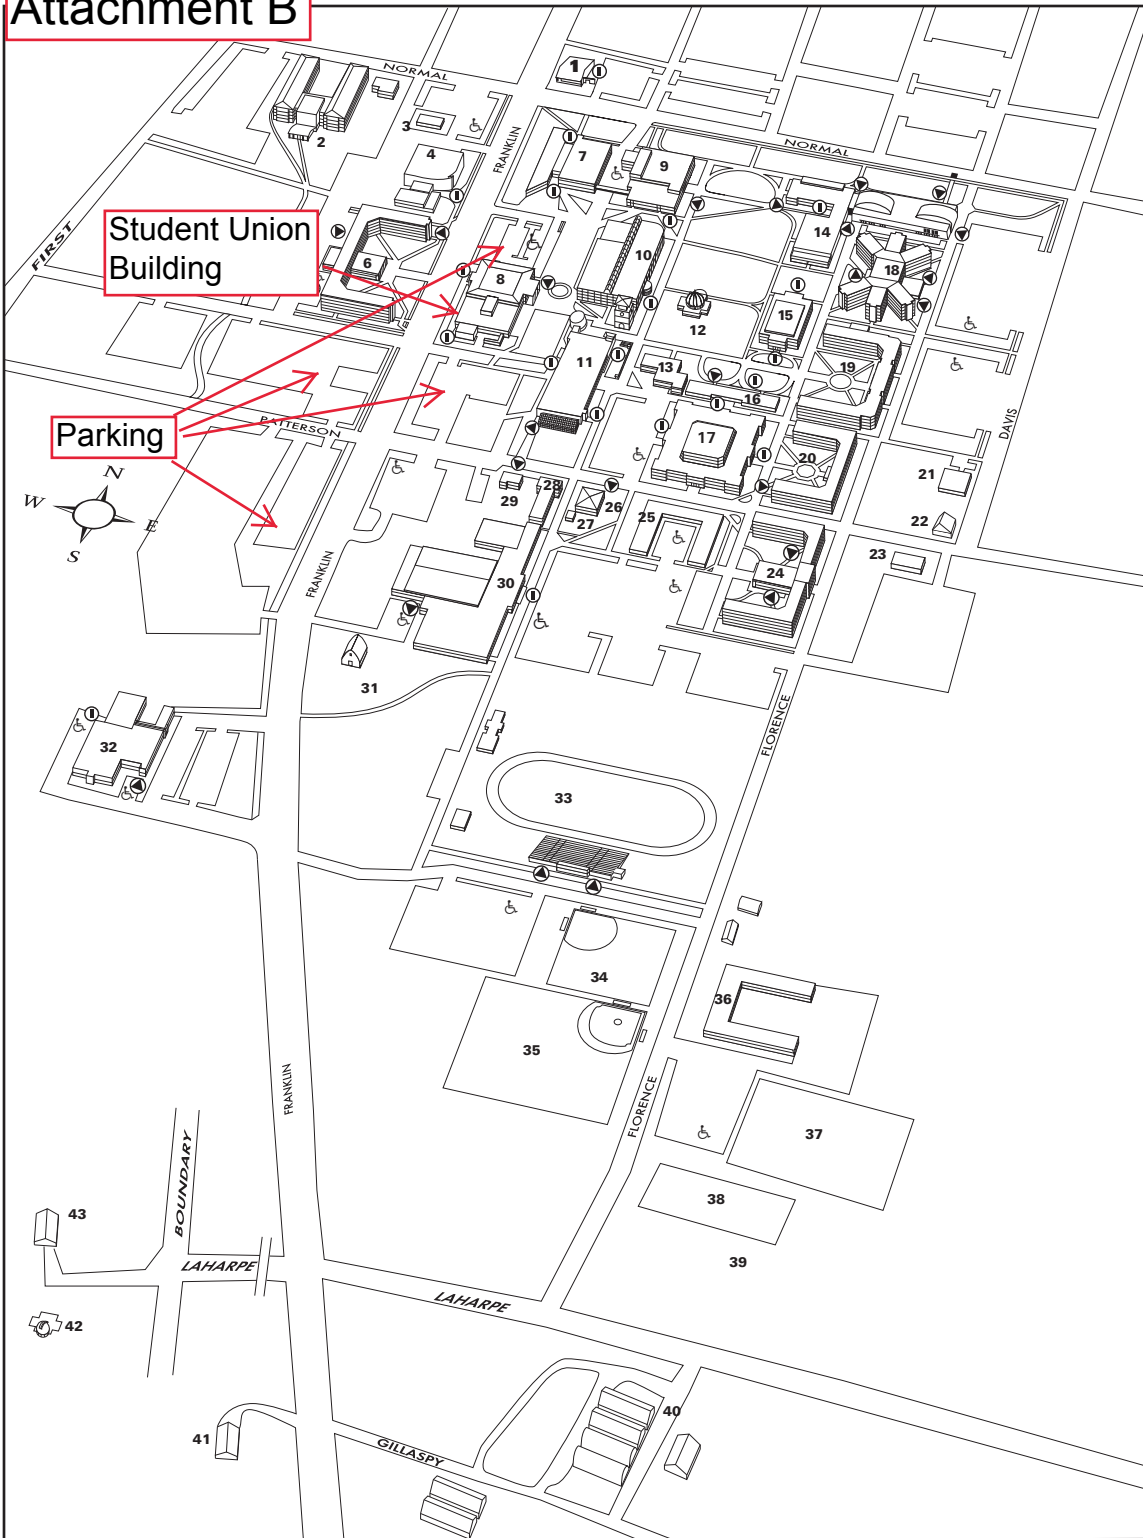 Attachment B
NORMAL
1
2
3
4
FRANKLIN
7
9
NORMAL
FIRST
Student Union
Building
6
8
10
14
18
12
15
11
13
16
19
DAVIS
Parking
PATTERSON
17
20
21
N
W
E
S
29
28
27
26
25
22
23
24
FRANKLIN
30
31
32
33
FLORENCE
34
35
36
FRANKLIN
FLORENCE
37
38
39
BOUNDARY
43
LAHARPE
LAHARPE
42
40
41
GILLASPY